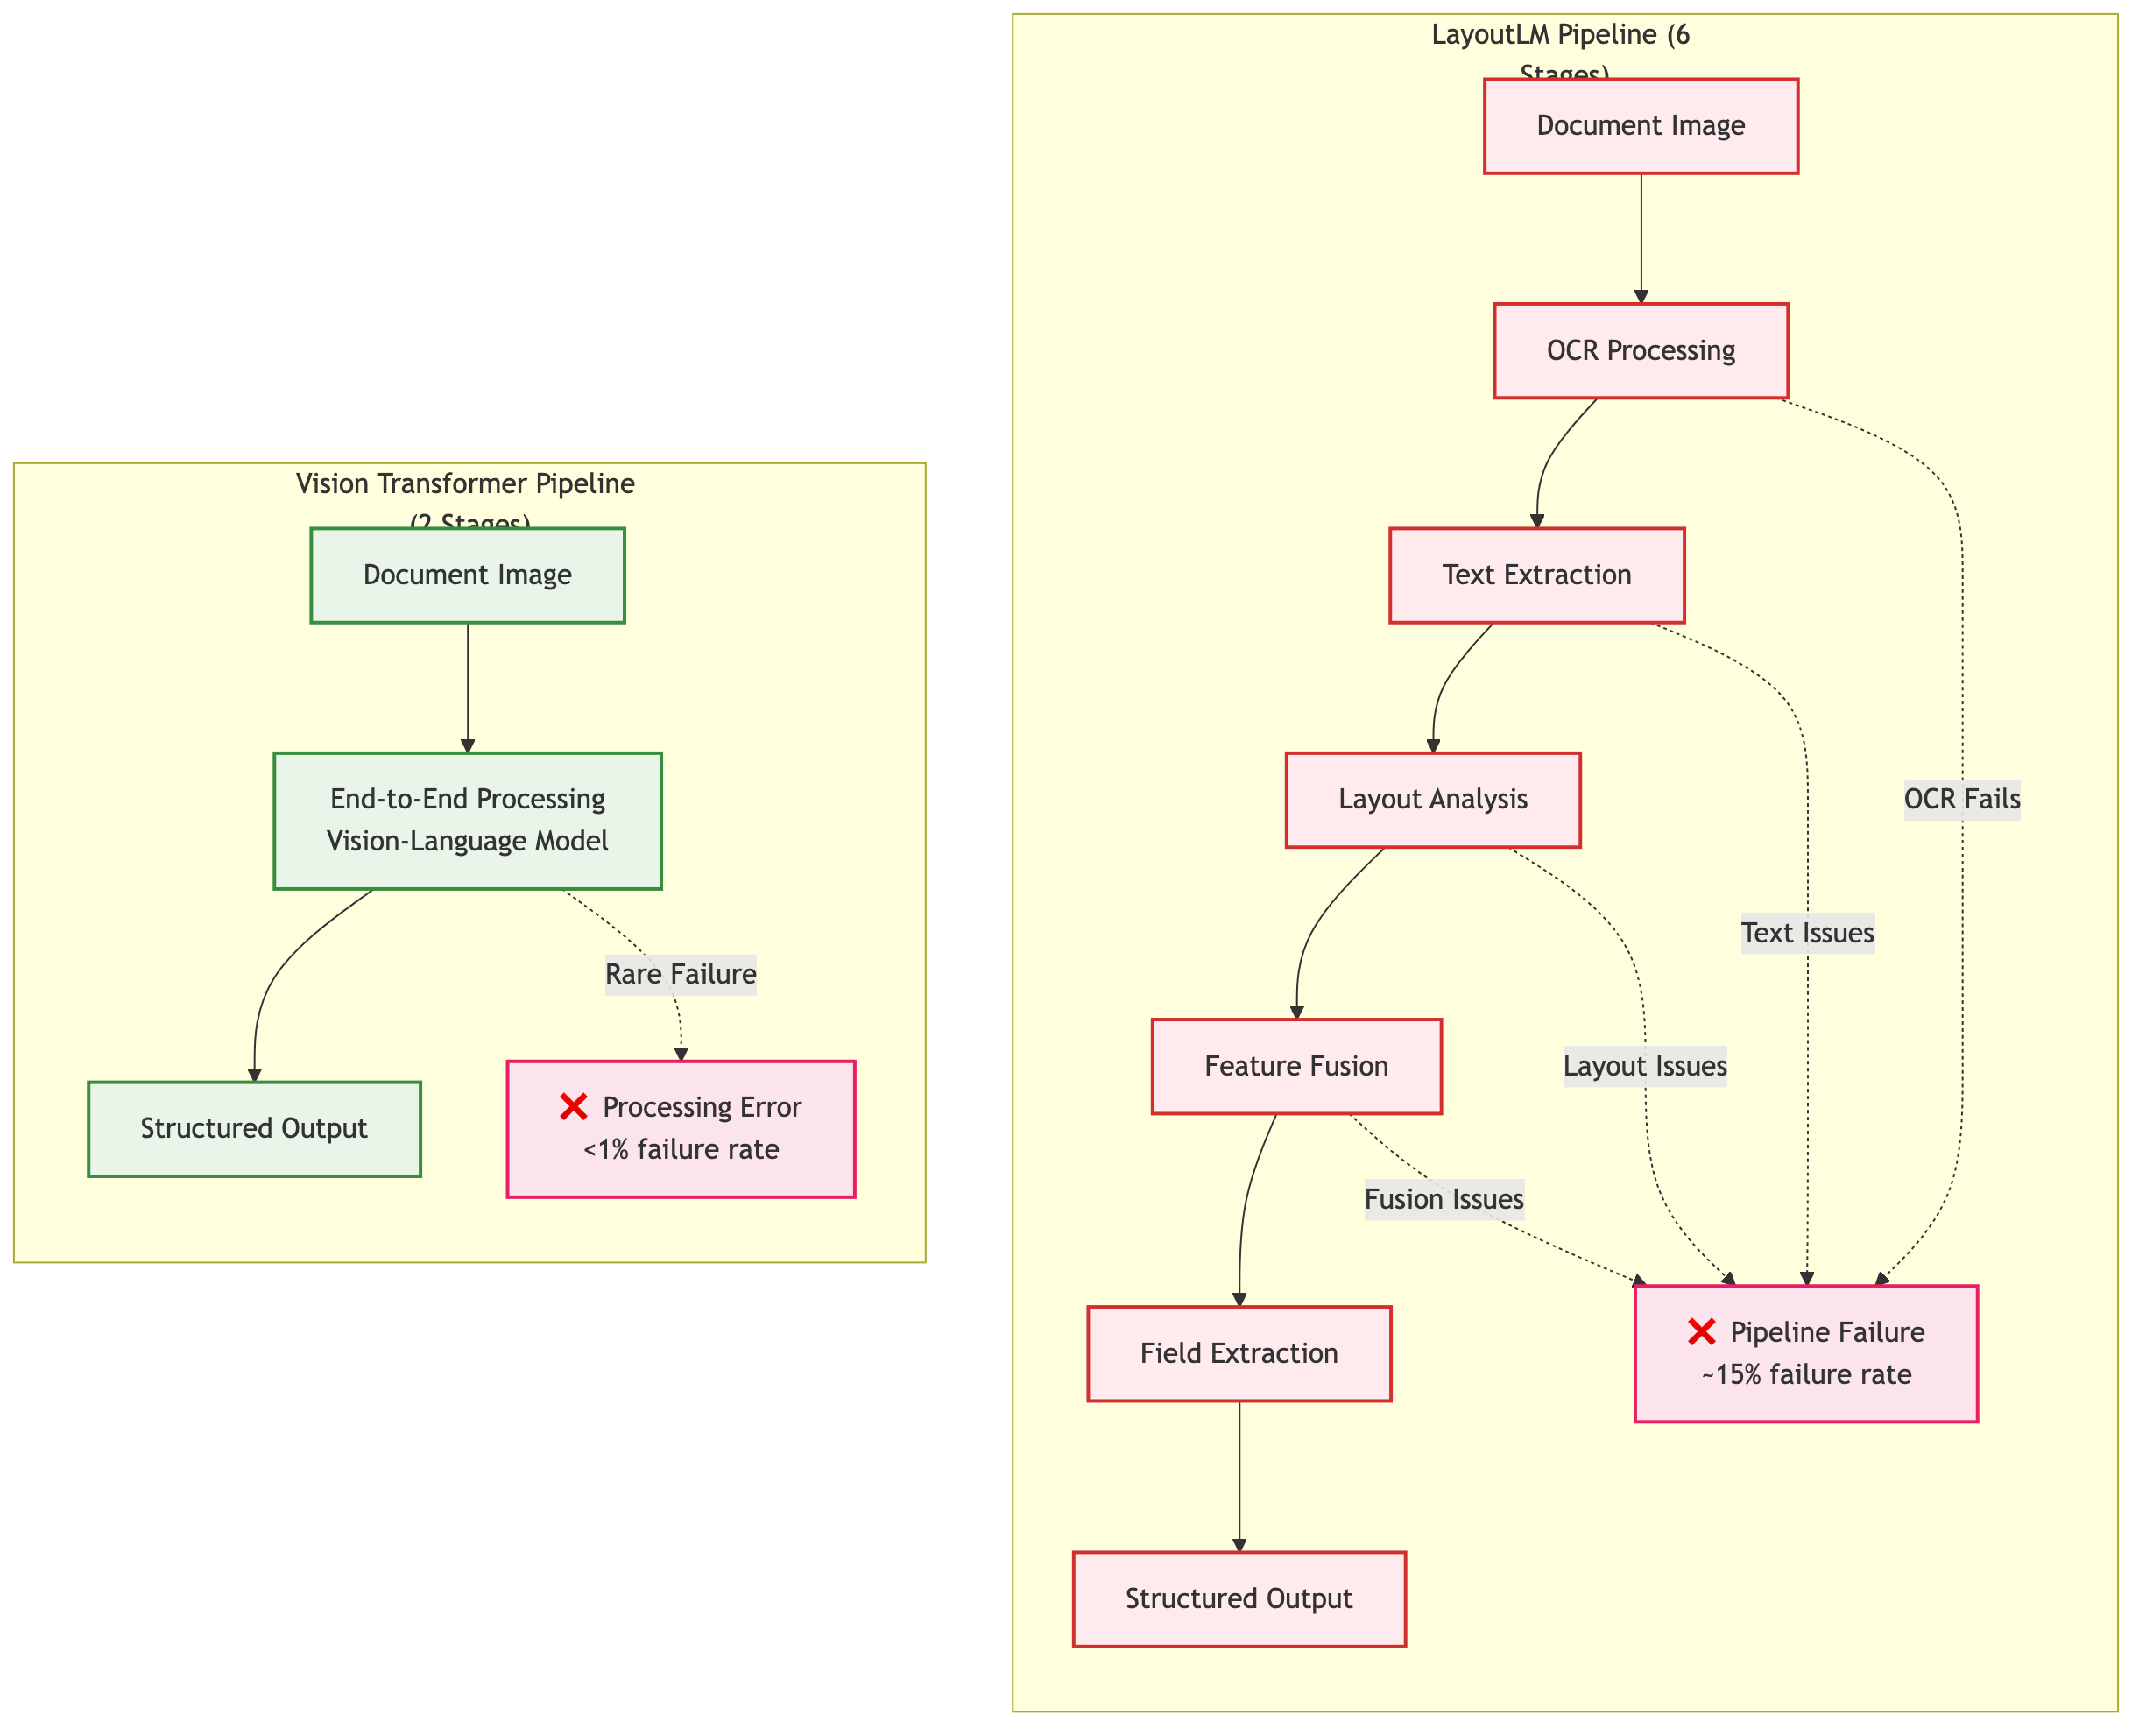 Vision Transformer Pipeline
(2 Stages)
Document Image
End-to-End Processing
Vision-Language Model
Rare Failure
Structured Output
❌ Processing Error
<1% failure rate
LayoutLM Pipeline (6
Stages)
Document Image
OCR Processing
Text Extraction
Layout Analysis
OCR Fails
Text Issues
Feature Fusion
Layout Issues
Fusion Issues
Field Extraction
❌ Pipeline Failure
~15% failure rate
Structured Output